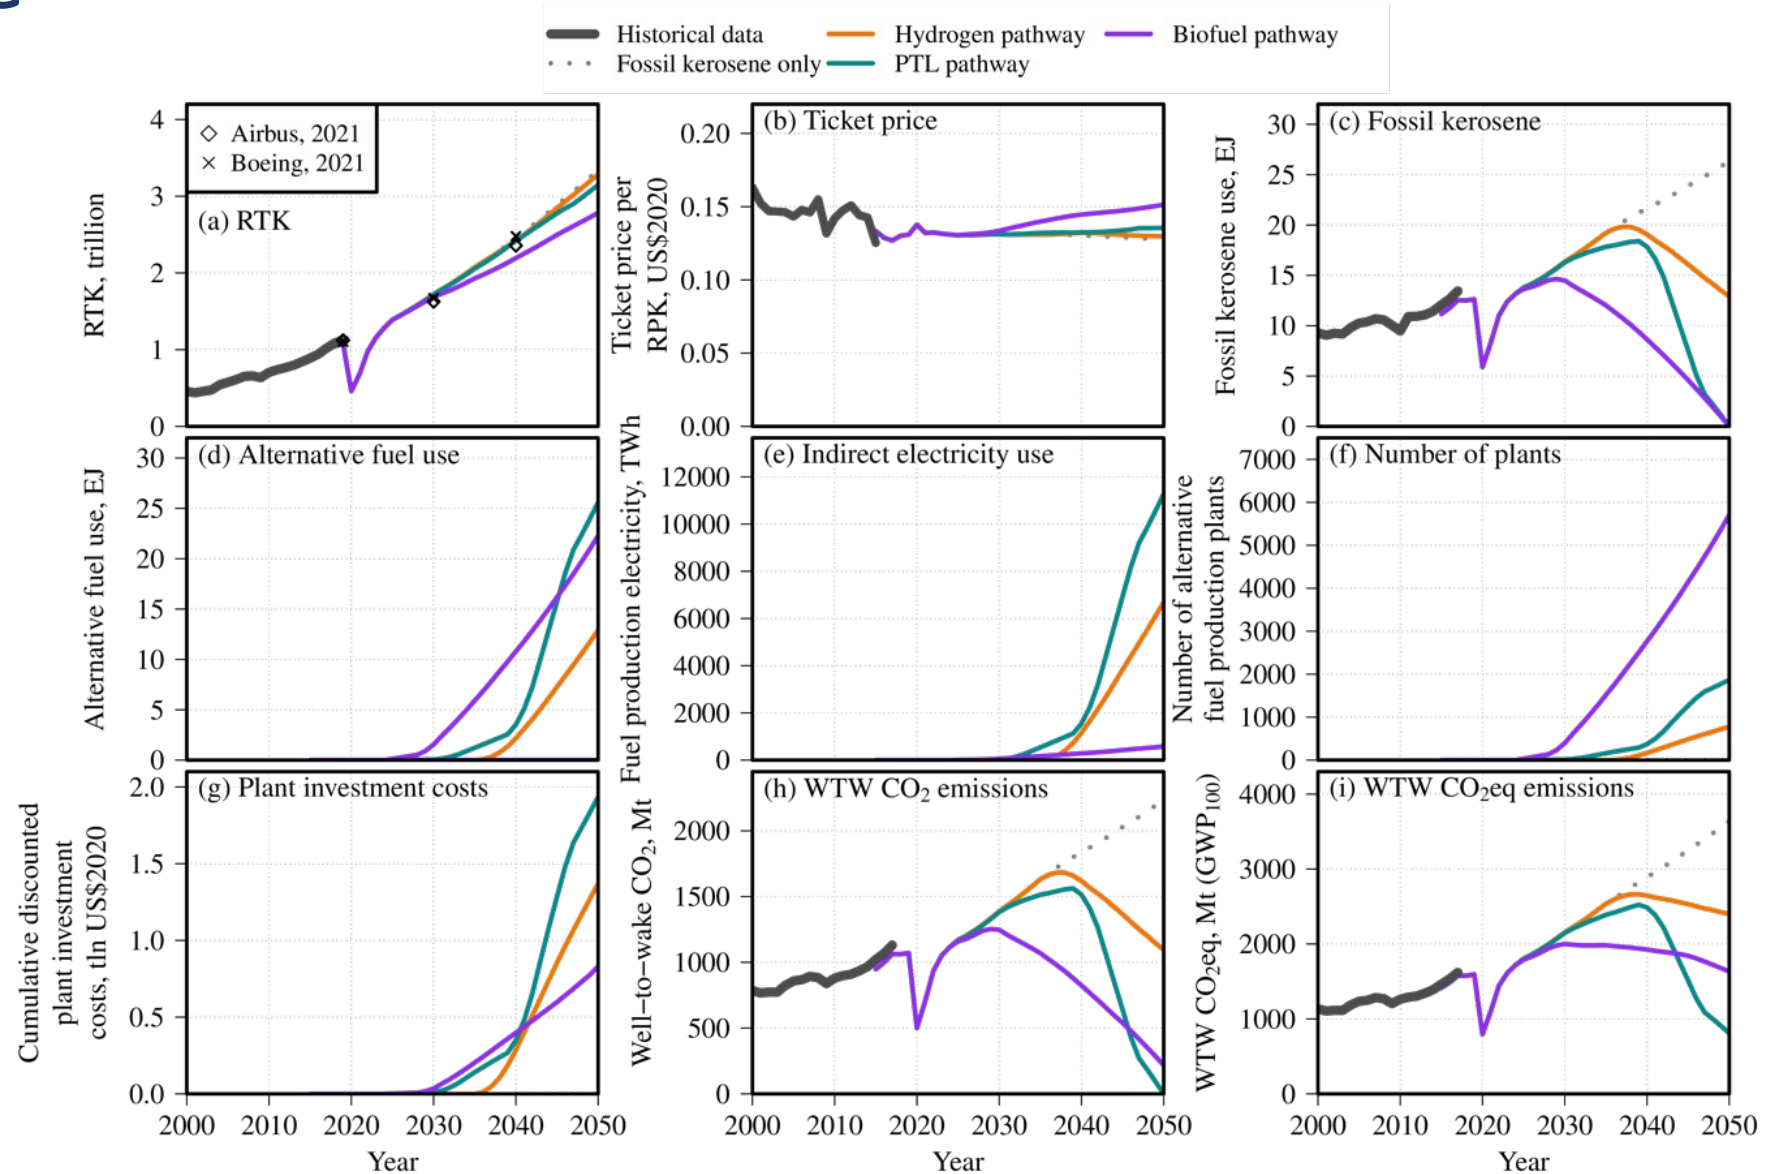 Historical data
Hydrogen pathway
Biofuel pathway
Fossil kerosene only
PTL pathway
Airbus, 2021
Boeing, 2021
(a) RTK
RTK, trillion
4
3
2
1
0
(b) Ticket price
Ticket price per
RPK, US$2020
0.20
0.15
0.10
0.05
0.00
(c) Fossil kerosene
Fossil kerosene use, EJ
30
25
20
15
10
5
0
(d) Alternative fuel use
Alternative fuel use, EJ
30
25
20
15
10
5
0
(e) Indirect electricity use
Fuel production electricity, TWh
12000
10000
8000
6000
4000
2000
0
(f) Number of plants
Number of alternative
fuel production plants
7000
6000
5000
4000
3000
2000
1000
0
(g) Plant investment costs
Cumulative discounted
plant investment
costs, tln US$2020
2.0
1.5
1.0
0.5
0.0
2000 2010 2020 2030 2040 2050
Year
(h) WTW CO2 emissions
Well−to−wake CO2, Mt
2000
1500
1000
500
0
2000 2010 2020 2030 2040 2050
Year
(i) WTW CO2eq emissions
WTW CO2eq, Mt (GWP100)
4000
3000
2000
1000
0
2000 2010 2020 2030 2040 2050
Year